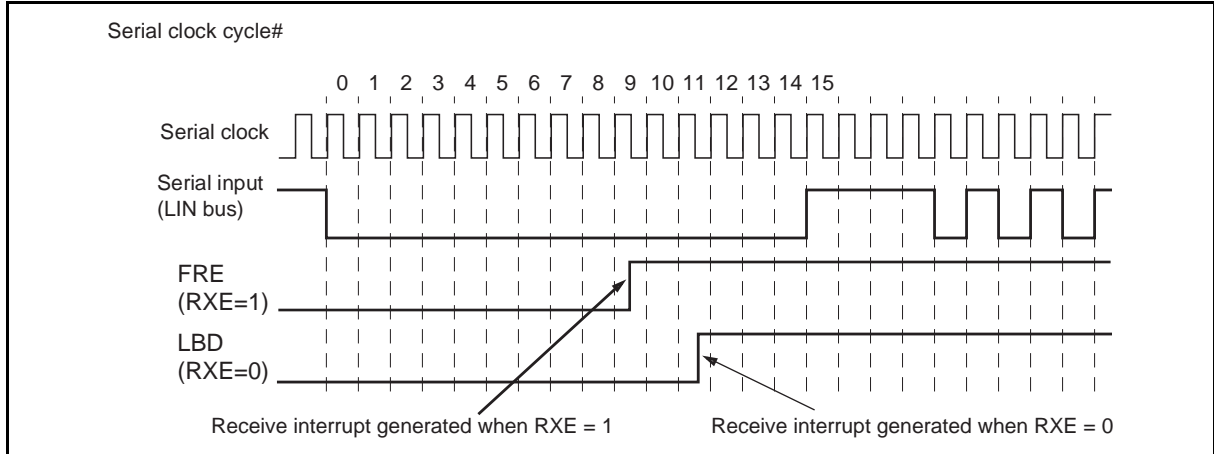 Serial clock cycle#
0 1 2 3 4 5 6 7 8 9 10 11 12 13 14 15
Serial clock
Serial input
(LIN bus)
FRE
(RXE=1)
LBD
(RXE=0)
Receive interrupt generated when RXE = 1
Receive interrupt generated when RXE = 0